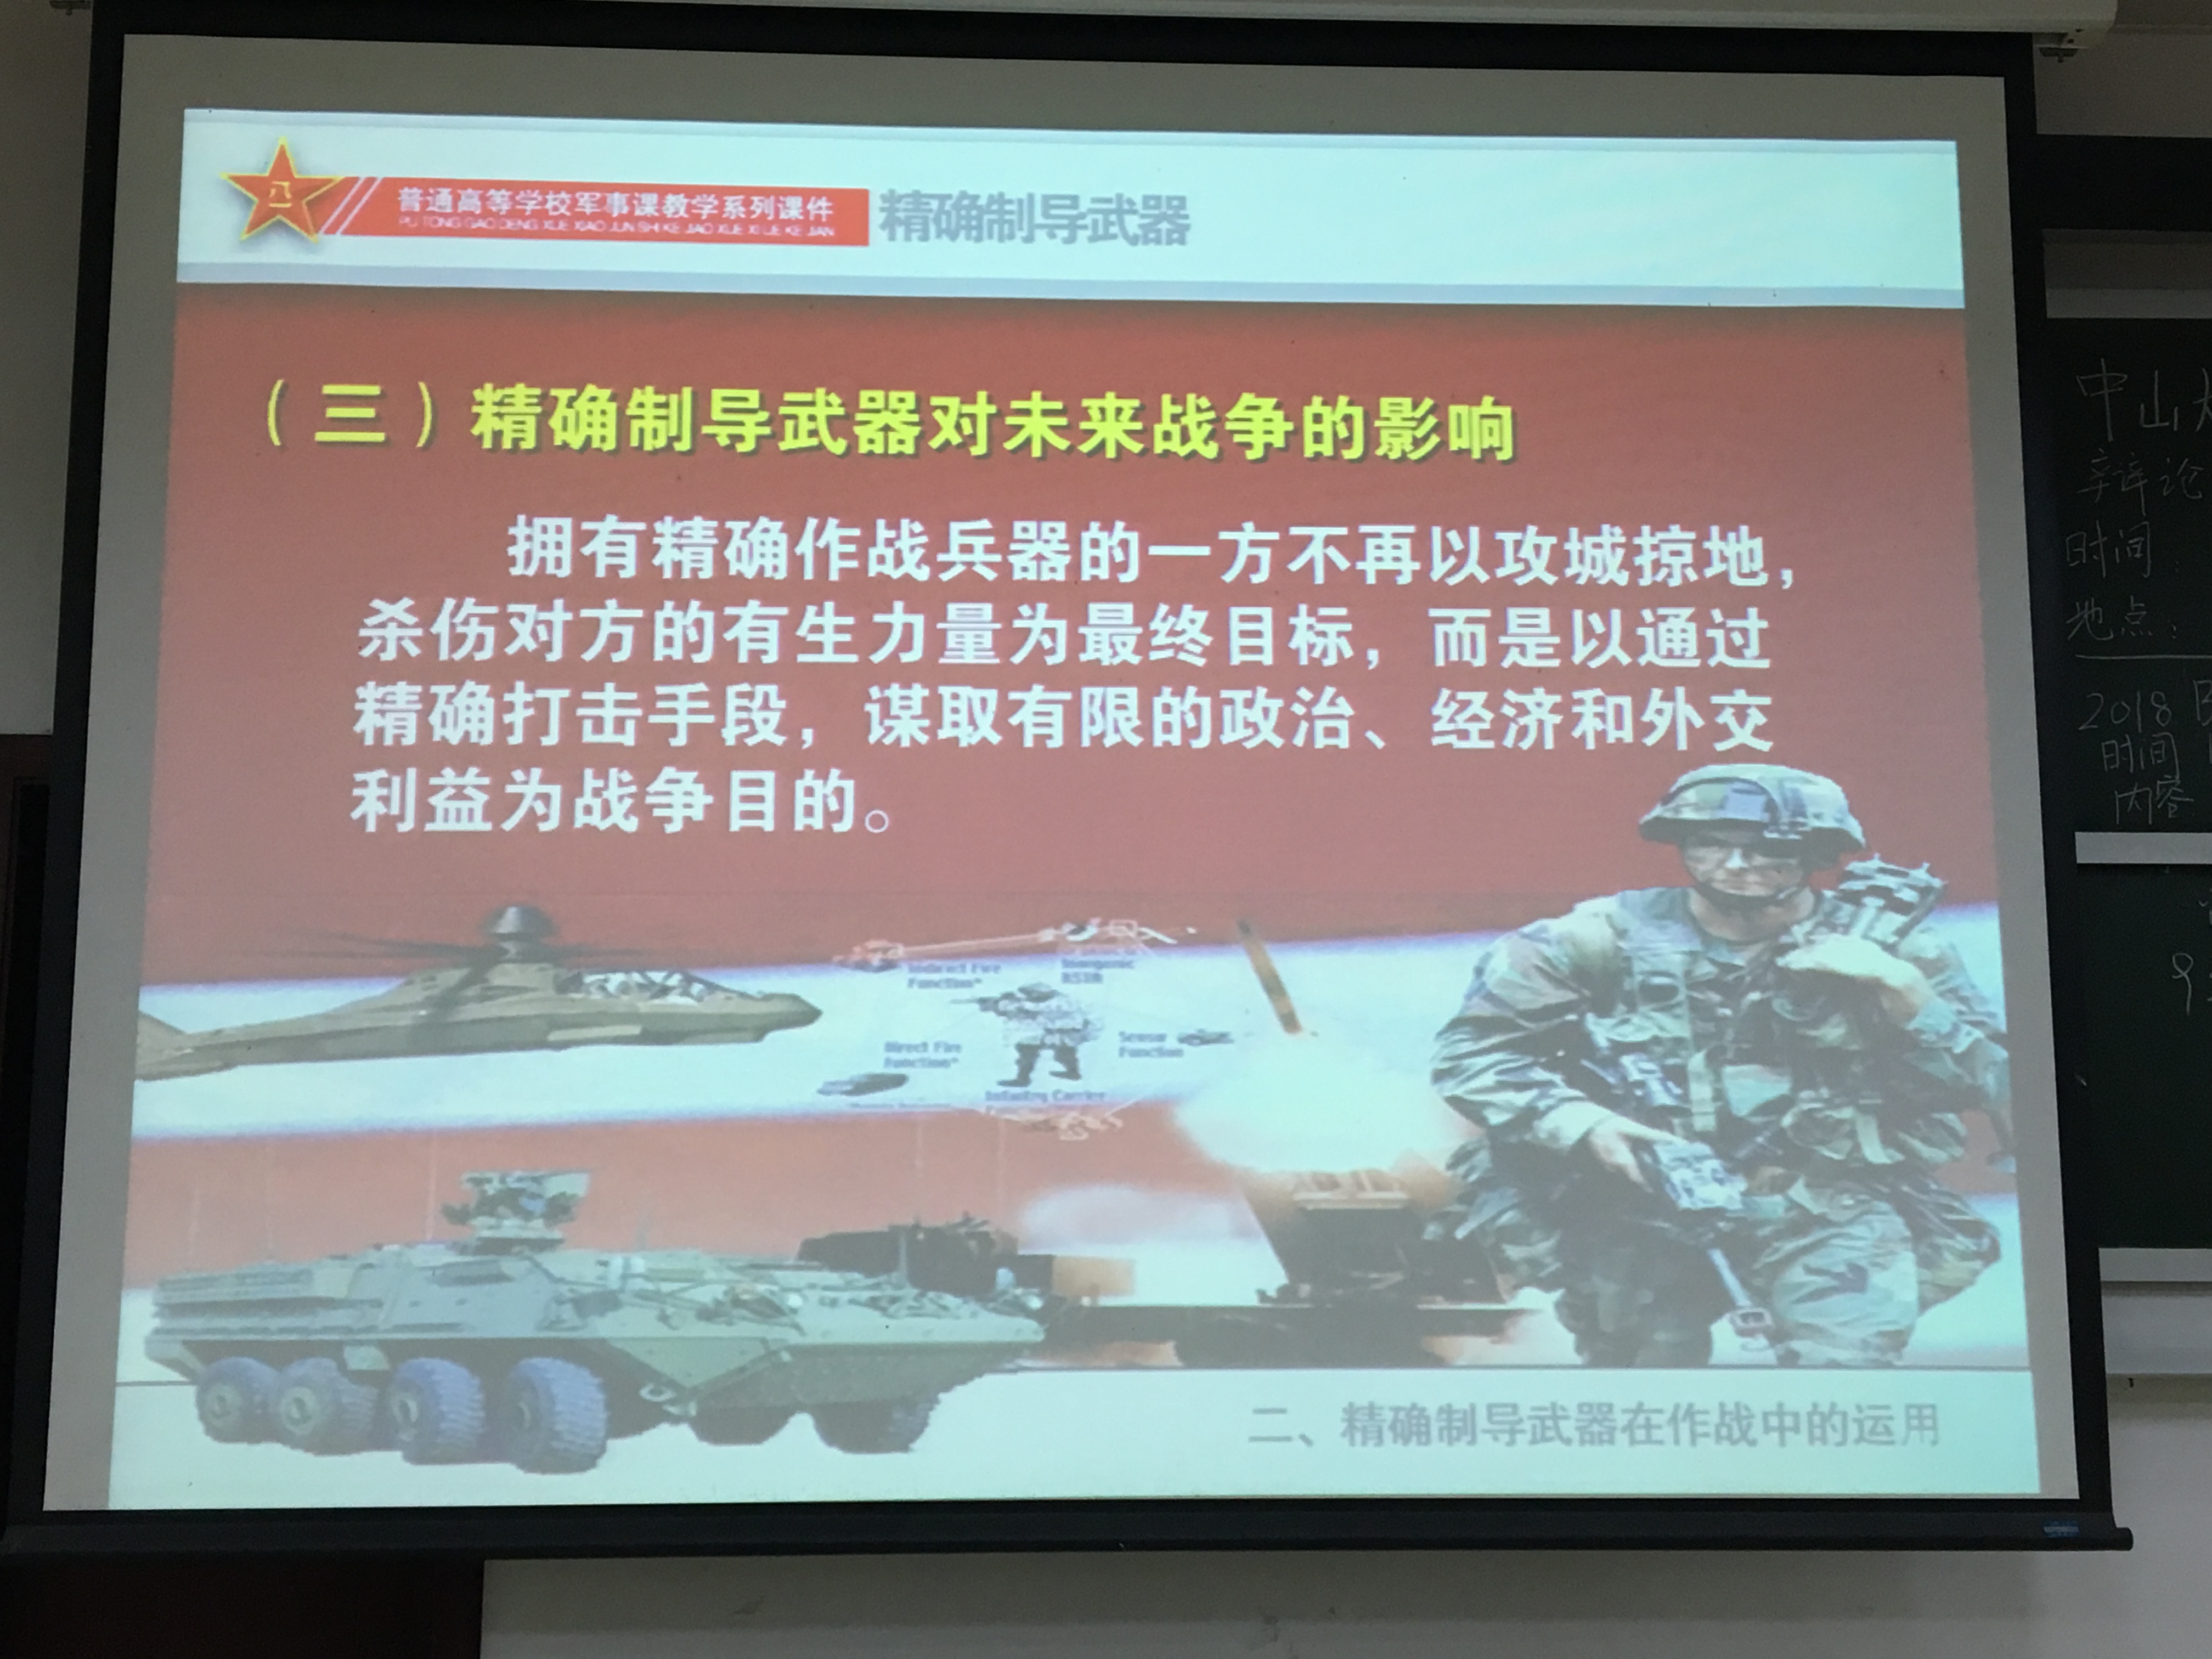 八一
普通高等学校军事课教学系列课件
PU TONG GAO DENG XUE XIAO JUN SHI KE JIAO XUE XI LIE KE JIAN
精确制导武器
（三）精确制导武器对未来战争的影响
拥有精确作战兵器的一方不再以攻城掠地，
杀伤对方的有生力量为最终目标，而是以通过
精确打击手段，谋取有限的政治、经济和外交
利益为战争目的。
Indirect Fire
Function*
Direct Fire
Function*
Sensor
Function
Infantry Carrier
二、精确制导武器在作战中的运用
中山
辩论
时间：
地点：
2018
时间
内容